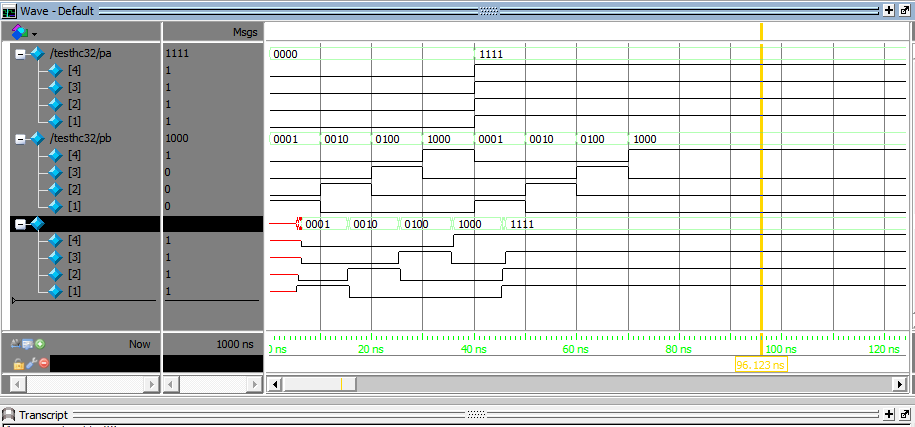 Wave - Default
Msgs
/testhc32/pa 1111 0000 1111
[4] 1
[3] 1
[2] 1
[1] 1
/testhc32/pb 1000 0001 0010 0100 1000 0001 0010 0100 1000
[4] 1
[3] 0
[2] 0
[1] 0
0001 0010 0100 1000 1111
[4] 1
[3] 1
[2] 1
[1] 1
Now 1000 ns 0 ns 20 ns 40 ns 60 ns 80 ns 100 ns 120 ns
96.123 ns
Transcript